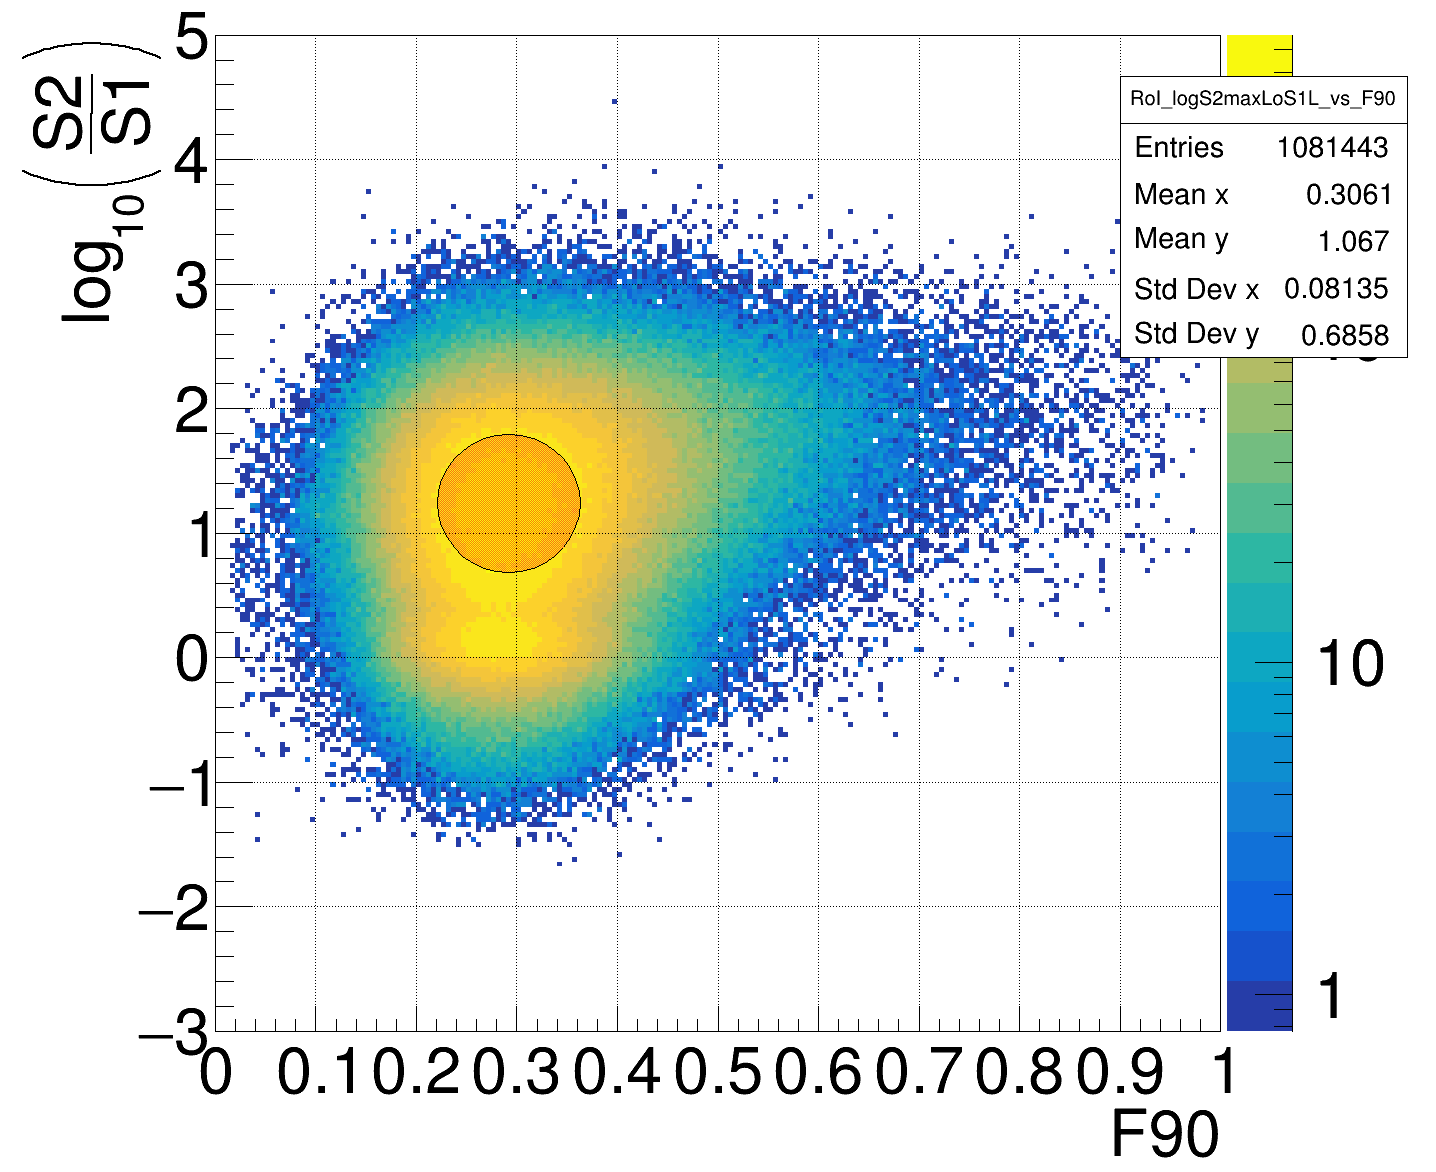 log10 (S2/S1)
5
4
3
2
1
0
−1
−2
−3
0 0.1 0.2 0.3 0.4 0.5 0.6 0.7 0.8 0.9 1
F90
RoI_logS2maxLoS1L_vs_F90
Entries 1081443
Mean x 0.3061
Mean y 1.067
Std Dev x 0.08135
Std Dev y 0.6858
10
1